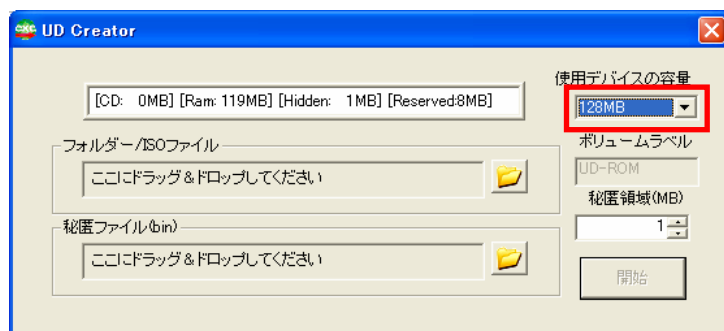 UD Creator
使用デバイスの容量
[CD: 0MB] [Ram: 119MB] [Hidden: 1MB] [Reserved:8MB]
128MB
フォルダー/ISOファイル
ボリュームラベル
ここにドラッグ&ドロップしてください
UD-ROM
秘匿領域(MB)
秘匿ファイル(bin)
1
ここにドラッグ&ドロップしてください
開始